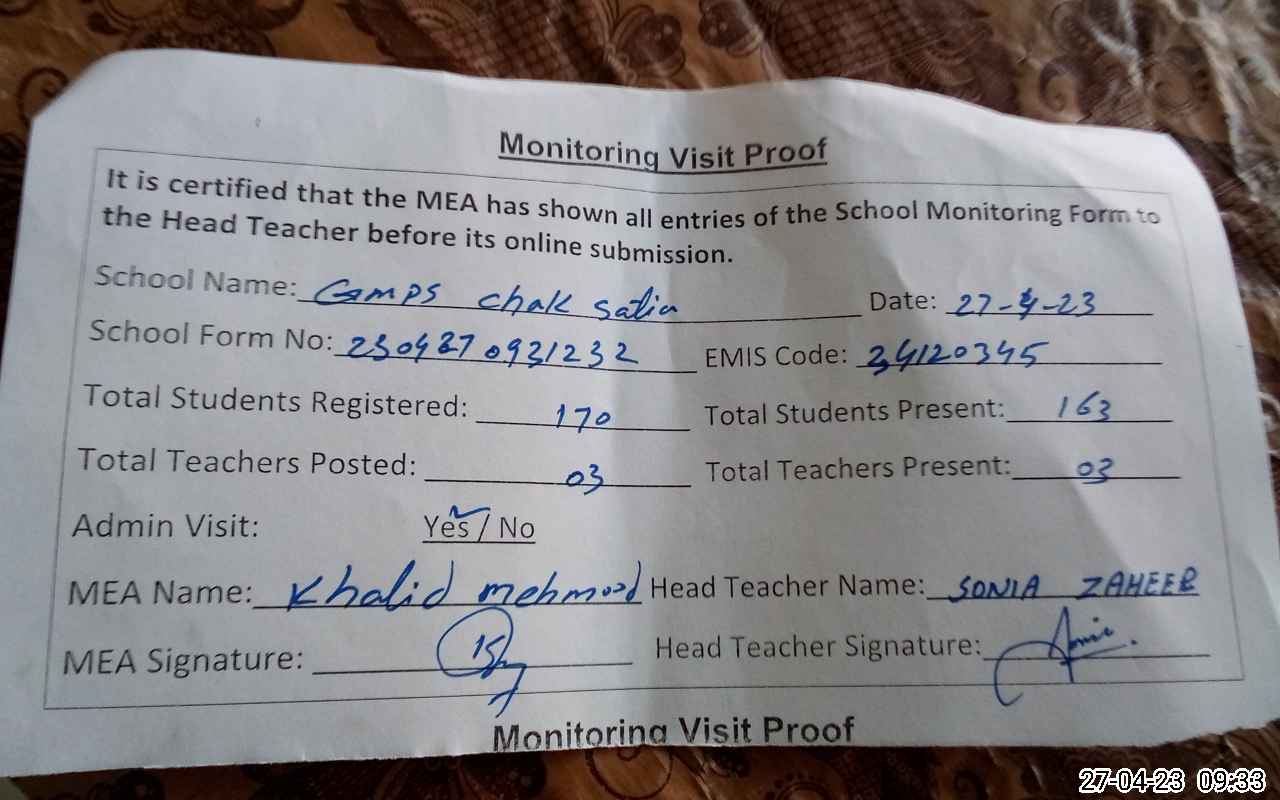 Monitoring Visit Proof
It is certified that the MEA has shown all entries of the School Monitoring Form to
the Head Teacher before its online submission.
School Name: Gmps chak Satia Date: 27-4-23
School Form No: 2304270931232 EMIS Code: 34120345
Total Students Registered: 170 Total Students Present: 163
Total Teachers Posted: 03 Total Teachers Present: 03
Admin Visit: Yes / No
MEA Name: Khalid mehmood Head Teacher Name: SONIA ZAHEER
MEA Signature: Head Teacher Signature:
Monitoring Visit Proof
27-04-23 09:33